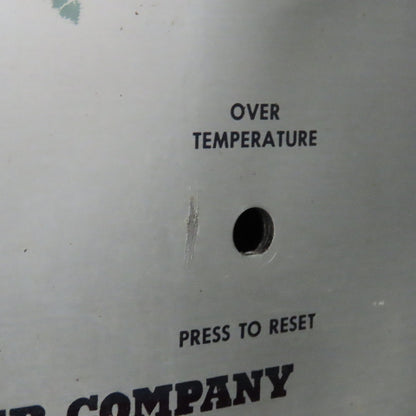 OVER
TEMPERATURE
PRESS TO RESET
COMPANY